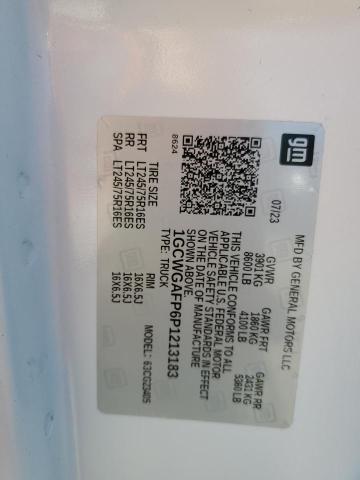 gm
MFD BY GENERAL MOTORS LLC
07/23 GVWR GAWR FRT GAWR RR
3901 KG 1860 KG 2431 KG
8600 LB 4100 LB 5360 LB
THIS VEHICLE CONFORMS TO ALL
APPLICABLE U.S. FEDERAL MOTOR
VEHICLE SAFETY STANDARDS IN EFFECT
ON THE DATE OF MANUFACTURE
SHOWN ABOVE.
8624
1GCWGAFP6P1213183
TYPE: TRUCK MODEL: 63CG23405
TIRE SIZE RIM
FRT LT245/75R16ES 16X6.5J
RR LT245/75R16ES 16X6.5J
SPA LT245/75R16ES 16X6.5J